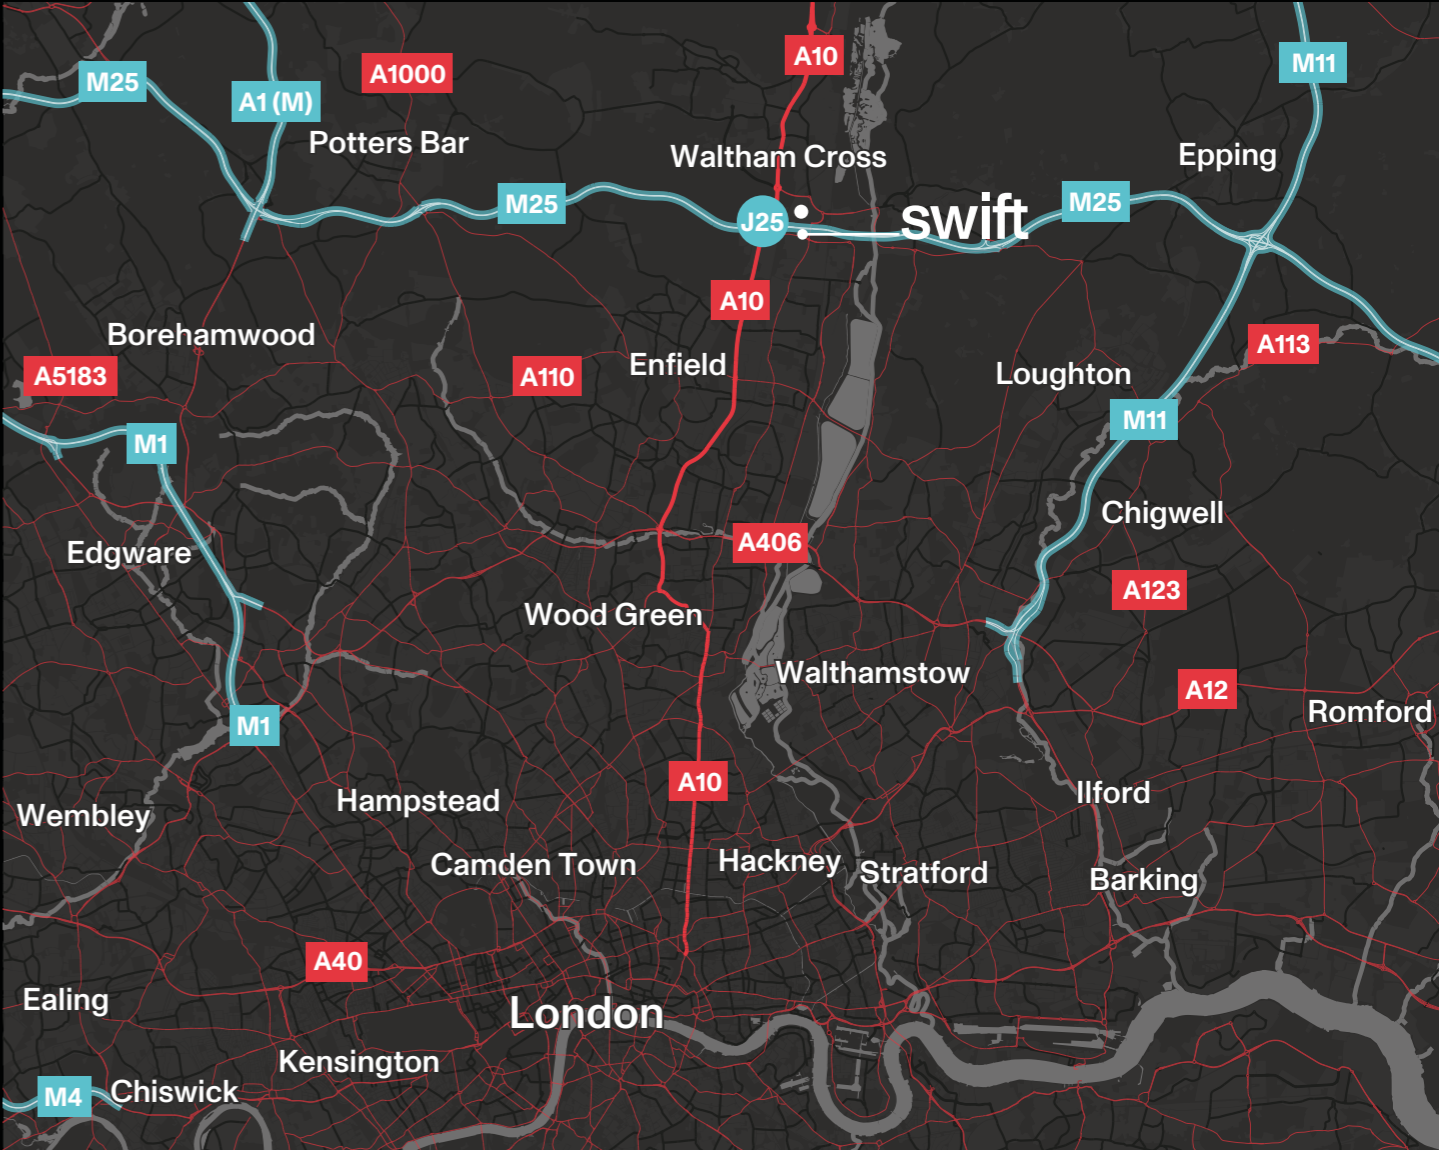 A10
M11
A1000
M25
A1 (M)
Potters Bar
Waltham Cross
Epping
M25
M25
J25
swift
A10
Borehamwood
A113
Enfield
A5183
A110
Loughton
M11
M1
Chigwell
A406
Edgware
A123
Wood Green
Walthamstow
A12
Romford
M1
A10
Ilford
Hampstead
Wembley
Hackney
Camden Town
Stratford
Barking
A40
Ealing
London
Kensington
Chiswick
M4